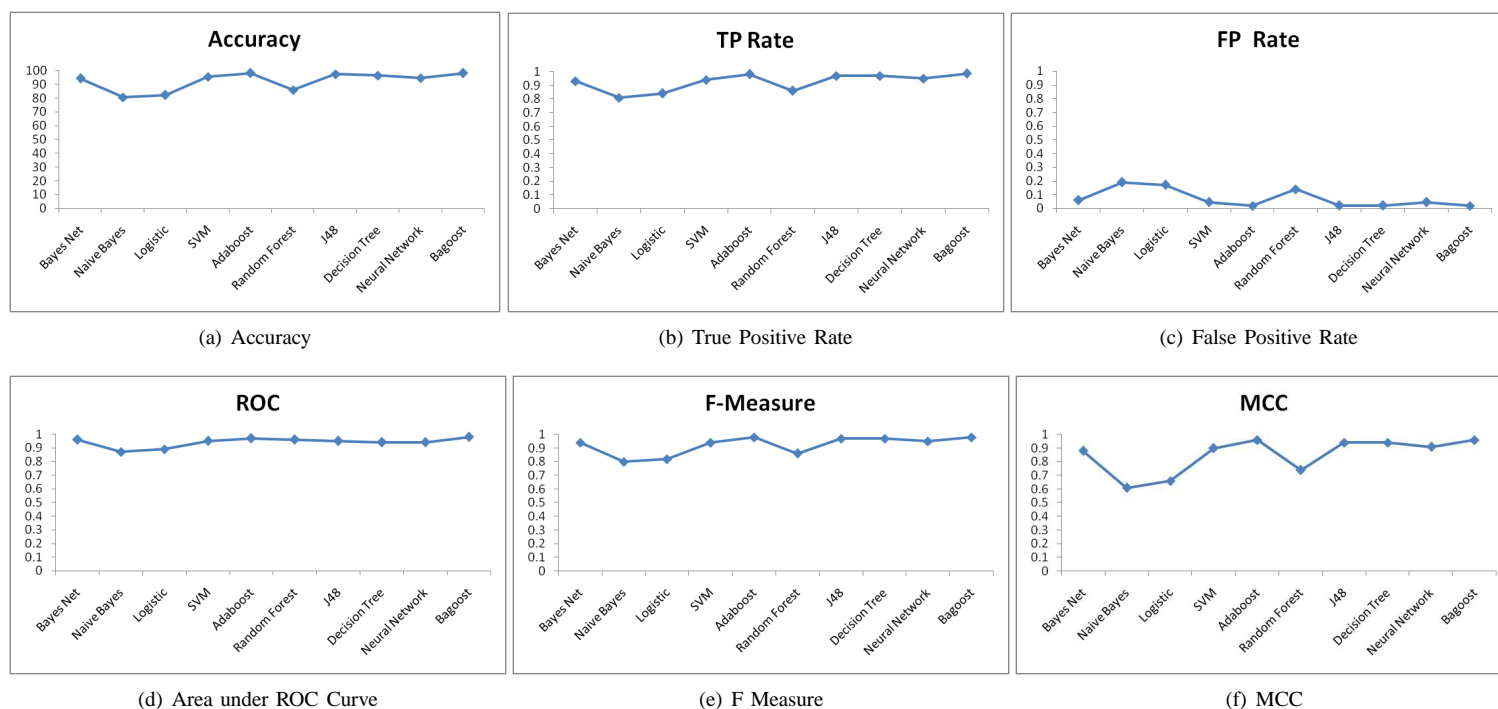 Accuracy
100
90
80
70
60
50
40
30
20
10
0
Bayes Net
Naive Bayes
Logistic
SVM
Adaboost
Random Forest
J48
Decision Tree
Neural Network
Bagoost
(a) Accuracy
TP Rate
1
0.9
0.8
0.7
0.6
0.5
0.4
0.3
0.2
0.1
0
Bayes Net
Naive Bayes
Logistic
SVM
Adaboost
Random Forest
J48
Decision Tree
Neural Network
Bagoost
(b) True Positive Rate
FP Rate
1
0.9
0.8
0.7
0.6
0.5
0.4
0.3
0.2
0.1
0
Bayes Net
Naive Bayes
Logistic
SVM
Adaboost
Random Forest
J48
Decision Tree
Neural Network
Bagoost
(c) False Positive Rate
ROC
1
0.9
0.8
0.7
0.6
0.5
0.4
0.3
0.2
0.1
0
Bayes Net
Naive Bayes
Logistic
SVM
Adaboost
Random Forest
J48
Decision Tree
Neural Network
Bagoost
(d) Area under ROC Curve
F-Measure
1
0.9
0.8
0.7
0.6
0.5
0.4
0.3
0.2
0.1
0
Bayes Net
Naive Bayes
Logistic
SVM
Adaboost
Random Forest
J48
Decision Tree
Neural Network
Bagoost
(e) F Measure
MCC
1
0.9
0.8
0.7
0.6
0.5
0.4
0.3
0.2
0.1
0
Bayes Net
Naive Bayes
Logistic
SVM
Adaboost
Random Forest
J48
Decision Tree
Neural Network
Bagoost
(f) MCC